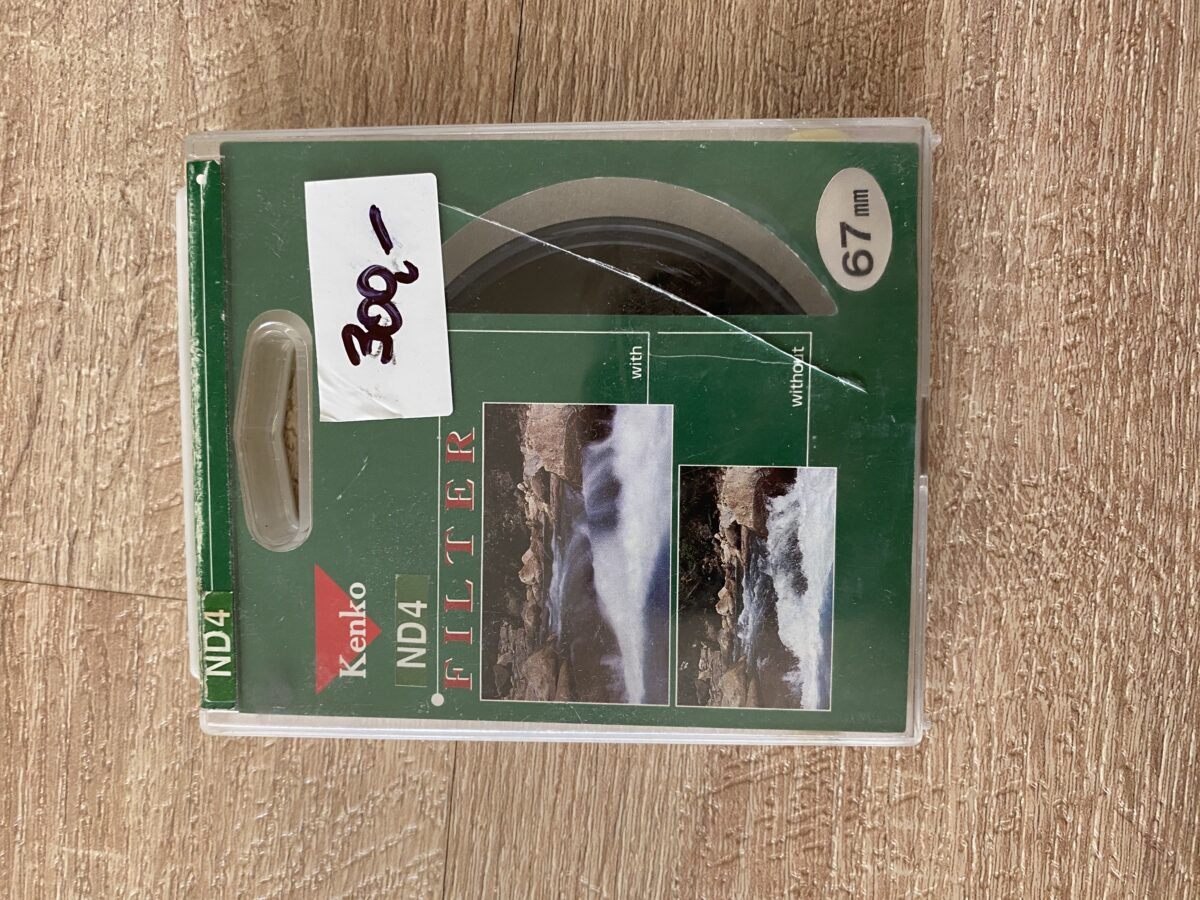 ND4
Kenko
ND4
FILTER
300,-
with
without
67 mm